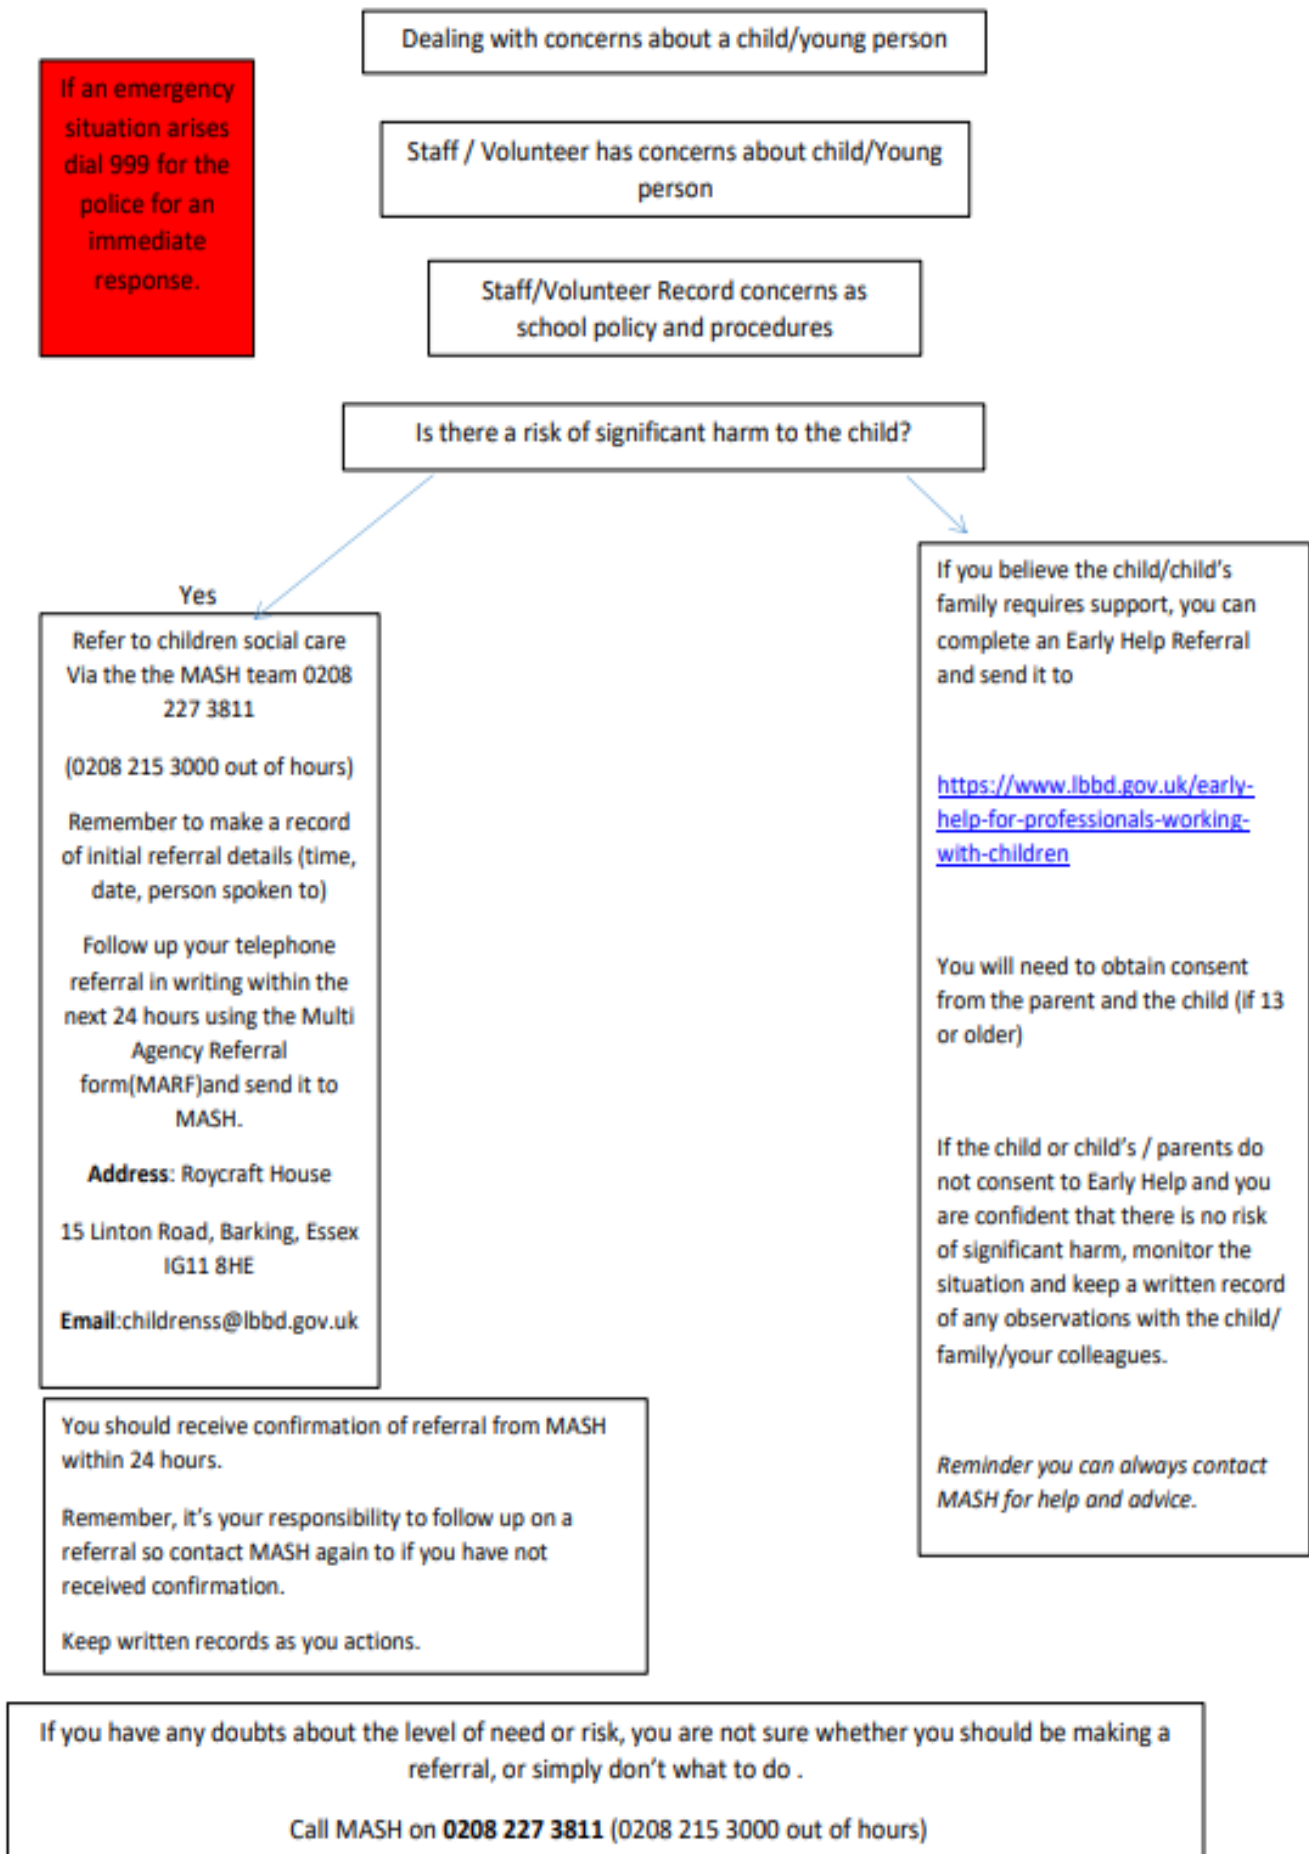 Dealing with concerns about a child/young person
If an emergency
situation arises
dial 999 for the
police for an
immediate
response.
Staff / Volunteer has concerns about child/Young
person
Staff/Volunteer Record concerns as
school policy and procedures
Is there a risk of significant harm to the child?
Yes
Refer to children social care
Via the the MASH team 0208
227 3811
(0208 215 3000 out of hours)
Remember to make a record
of initial referral details (time,
date, person spoken to)
Follow up your telephone
referral in writing within the
next 24 hours using the Multi
Agency Referral
form(MARF)and send it to
MASH.
Address: Roycraft House
15 Linton Road, Barking, Essex
IG11 8HE
Email:childrenss@lbbd.gov.uk
If you believe the child/child's
family requires support, you can
complete an Early Help Referral
and send it to
https://www.lbbd.gov.uk/early-
help-for-professionals-working-
with-children
You will need to obtain consent
from the parent and the child (if 13
or older)
If the child or child's / parents do
not consent to Early Help and you
are confident that there is no risk
of significant harm, monitor the
situation and keep a written record
of any observations with the child/
family/your colleagues.
Reminder you can always contact
MASH for help and advice.
You should receive confirmation of referral from MASH
within 24 hours.
Remember, it's your responsibility to follow up on a
referral so contact MASH again to if you have not
received confirmation.
Keep written records as you actions.
If you have any doubts about the level of need or risk, you are not sure whether you should be making a
referral, or simply don't what to do .
Call MASH on 0208 227 3811 (0208 215 3000 out of hours)